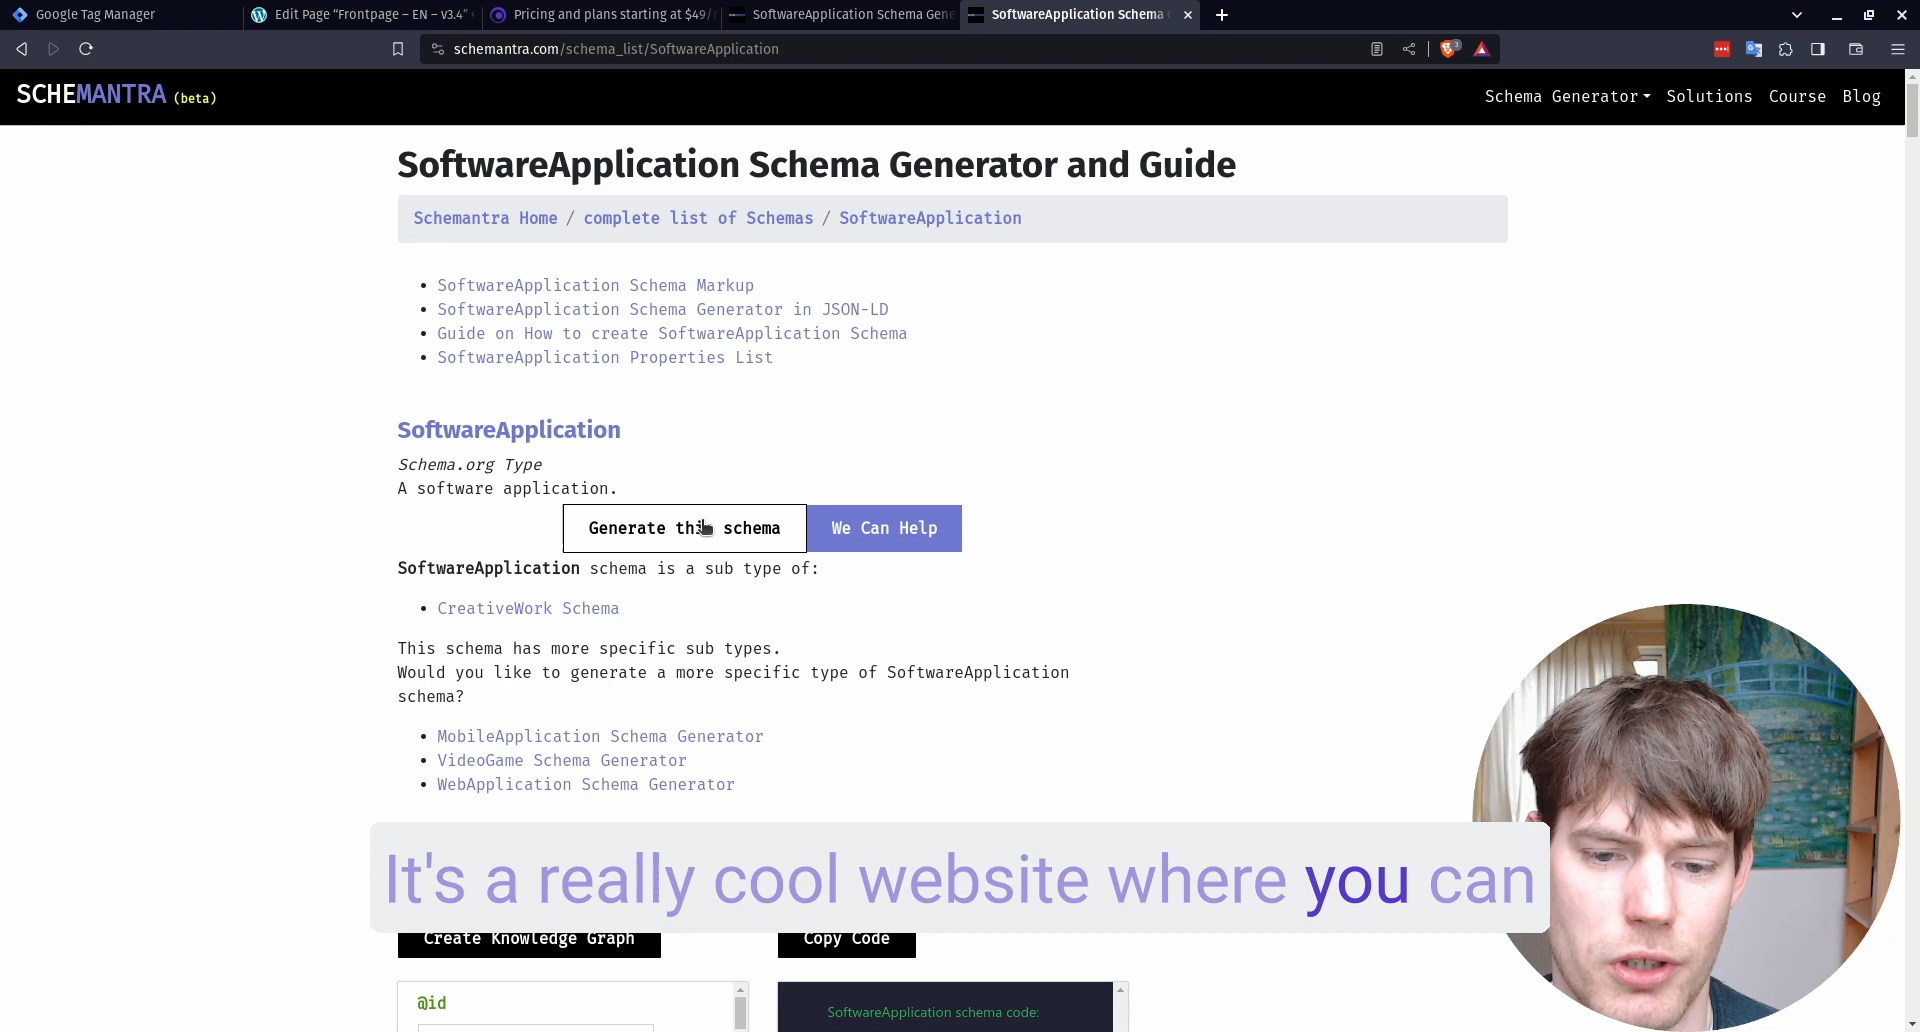 Google Tag Manager
Edit Page “Frontpage – EN – v3.4”
Pricing and plans starting at $49/
SoftwareApplication Schema Gene
SoftwareApplication Schema
schemantra.com/schema_list/SoftwareApplication
3
SCHEMANTRA (beta)
Schema Generator Solutions Course Blog
SoftwareApplication Schema Generator and Guide
Schemantra Home / complete list of Schemas / SoftwareApplication
• SoftwareApplication Schema Markup
• SoftwareApplication Schema Generator in JSON-LD
• Guide on How to create SoftwareApplication Schema
• SoftwareApplication Properties List
SoftwareApplication
Schema.org Type
A software application.
Generate this schema
We Can Help
SoftwareApplication schema is a sub type of:
• CreativeWork Schema
This schema has more specific sub types.
Would you like to generate a more specific type of SoftwareApplication
schema?
• MobileApplication Schema Generator
• VideoGame Schema Generator
• WebApplication Schema Generator
It's a really cool website where you can
Create Knowledge Graph
Copy Code
@id
SoftwareApplication schema code: